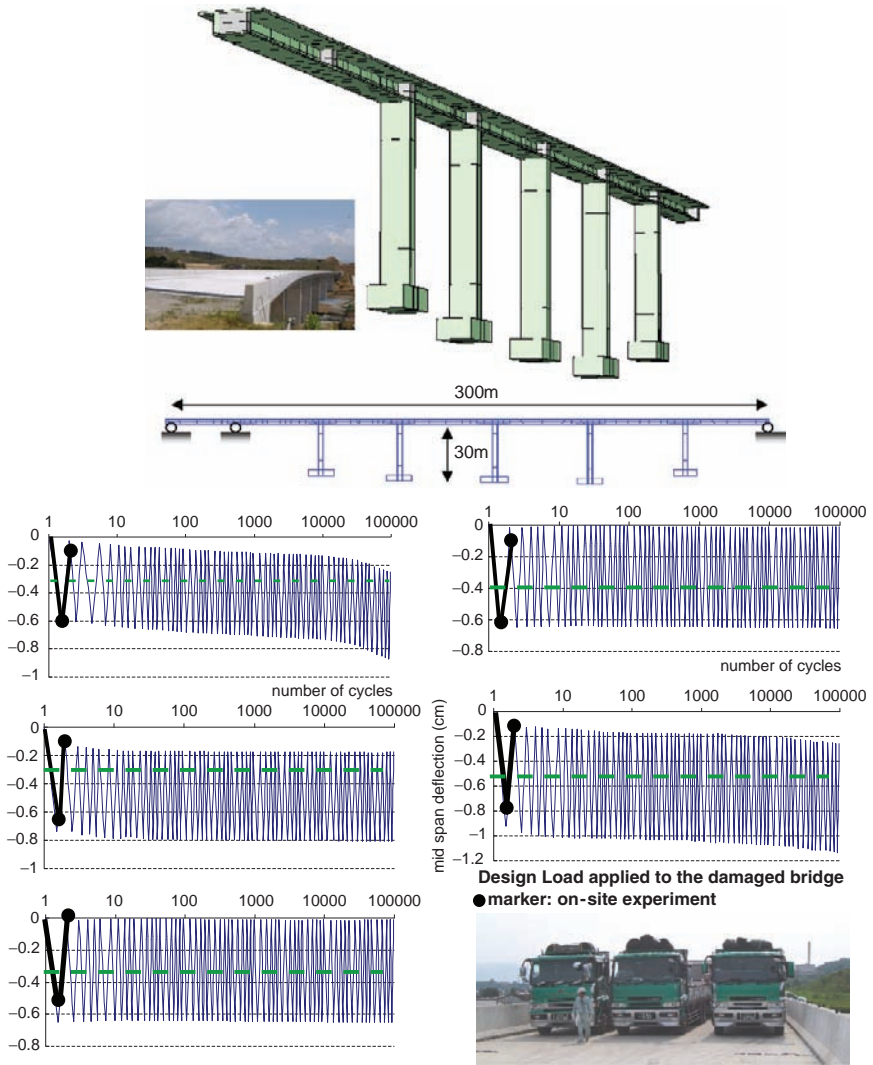 300m
30m
1 10 100 1000 10000 100000
0
−0.2
−0.4
−0.6
−0.8
−1
number of cycles
1 10 100 1000 10000 100000
0
−0.2
−0.4
−0.6
−0.8
number of cycles
1 10 100 1000 10000 100000
0
−0.2
−0.4
−0.6
−0.8
−1
1 10 100 1000 10000 100000
0
−0.2
−0.4
−0.6
−0.8
−1
−1.2
mid span deflection (cm)
Design Load applied to the damaged bridge
marker: on-site experiment
1 10 100 1000 10000 100000
0
−0.2
−0.4
−0.6
−0.8